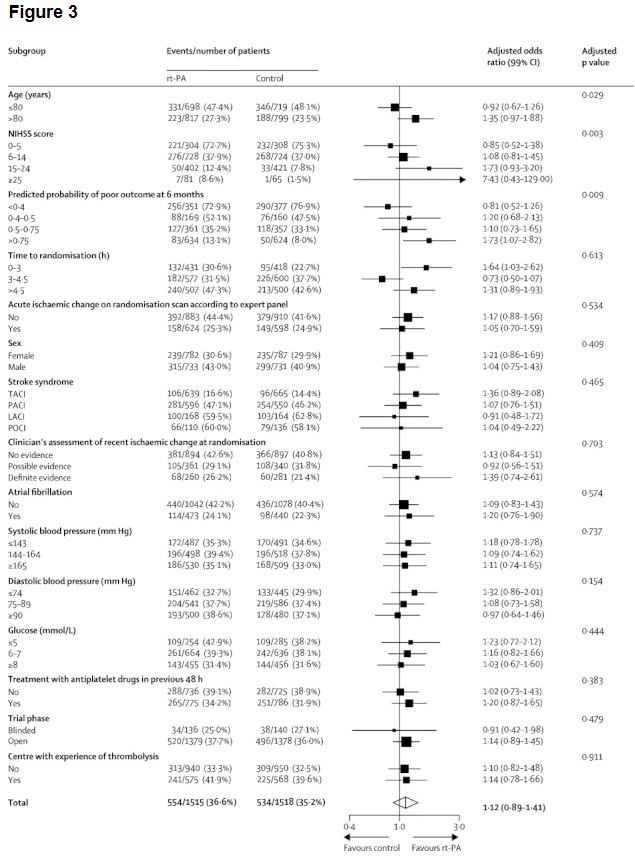 Figure 3
Subgroup Events/number of patients Adjusted odds ratio (99% CI) Adjusted p value
rt-PA Control
Age (years) 0·029
≤80 331/698 (47·4%) 346/719 (48·1%) 0·92 (0·67–1·26)
>80 223/817 (27·3%) 188/799 (23·5%) 1·35 (0·97–1·88)
NIHSS score 0·003
0–5 221/304 (72·7%) 232/308 (75·3%) 0·85 (0·52–1·38)
6–14 276/728 (37·9%) 268/724 (37·0%) 1·08 (0·81–1·45)
15–24 50/402 (12·4%) 33/421 (7·8%) 1·73 (0·93–3·20)
≥25 7/81 (8·6%) 1/65 (1·5%) 7·43 (0·43–129·00)
Predicted probability of poor outcome at 6 months 0·009
<0·4 256/351 (72·9%) 290/377 (76·9%) 0·81 (0·52–1·26)
0·4–0·5 88/169 (52·1%) 76/160 (47·5%) 1·20 (0·68–2·13)
0·5–0·75 127/361 (35·2%) 118/357 (33·1%) 1·10 (0·73–1·65)
>0·75 83/634 (13·1%) 50/624 (8·0%) 1·73 (1·07–2·82)
Time to randomisation (h) 0·613
0–3 132/431 (30·6%) 95/418 (22·7%) 1·64 (1·03–2·62)
3–4·5 182/577 (31·5%) 226/600 (37·7%) 0·73 (0·50–1·07)
>4·5 240/507 (47·3%) 213/500 (42·6%) 1·31 (0·89–1·93)
Acute ischaemic change on randomisation scan according to expert panel 0·534
No 392/883 (44·4%) 379/910 (41·6%) 1·17 (0·88–1·56)
Yes 158/624 (25·3%) 149/598 (24·9%) 1·05 (0·70–1·59)
Sex 0·409
Female 239/782 (30·6%) 235/787 (29·9%) 1·21 (0·86–1·69)
Male 315/733 (43·0%) 299/731 (40·9%) 1·04 (0·75–1·43)
Stroke syndrome 0·465
TACI 106/639 (16·6%) 96/665 (14·4%) 1·36 (0·89–2·08)
PACI 281/596 (47·1%) 254/550 (46·2%) 1·07 (0·76–1·51)
LACI 100/168 (59·5%) 103/164 (62·8%) 0·91 (0·48–1·72)
POCI 66/110 (60·0%) 79/136 (58·1%) 1·04 (0·49–2·22)
Clinician's assessment of recent ischaemic change at randomisation 0·703
No evidence 381/894 (42·6%) 366/897 (40·8%) 1·13 (0·84–1·51)
Possible evidence 105/361 (29·1%) 108/340 (31·8%) 0·92 (0·56–1·51)
Definite evidence 68/260 (26·2%) 60/281 (21·4%) 1·39 (0·74–2·61)
Atrial fibrillation 0·574
No 440/1042 (42·2%) 436/1078 (40·4%) 1·09 (0·83–1·43)
Yes 114/473 (24·1%) 98/440 (22·3%) 1·20 (0·76–1·90)
Systolic blood pressure (mm Hg) 0·737
≤143 172/487 (35·3%) 170/491 (34·6%) 1·18 (0·78–1·78)
144–164 196/498 (39·4%) 196/518 (37·8%) 1·09 (0·74–1·62)
≥165 186/530 (35·1%) 168/509 (33·0%) 1·11 (0·74–1·65)
Diastolic blood pressure (mm Hg) 0·154
≤74 151/462 (32·7%) 133/445 (29·9%) 1·32 (0·86–2·01)
75–89 204/541 (37·7%) 219/586 (37·4%) 1·08 (0·73–1·58)
≥90 193/500 (38·6%) 178/480 (37·1%) 0·97 (0·64–1·46)
Glucose (mmol/L) 0·444
≤5 109/254 (42·9%) 109/285 (38·2%) 1·23 (0·72–2·12)
6–7 261/664 (39·3%) 242/636 (38·1%) 1·16 (0·82–1·66)
≥8 143/455 (31·4%) 144/456 (31·6%) 1·03 (0·67–1·60)
Treatment with antiplatelet drugs in previous 48 h 0·383
No 288/736 (39·1%) 282/725 (38·9%) 1·02 (0·73–1·43)
Yes 265/775 (34·2%) 251/786 (31·9%) 1·20 (0·87–1·65)
Trial phase 0·479
Blinded 34/136 (25·0%) 38/140 (27·1%) 0·91 (0·42–1·98)
Open 520/1379 (37·7%) 496/1378 (36·0%) 1·14 (0·89–1·45)
Centre with experience of thrombolysis 0·911
No 313/940 (33·3%) 309/950 (32·5%) 1·10 (0·82–1·48)
Yes 241/575 (41·9%) 225/568 (39·6%) 1·14 (0·78–1·66)
Total 554/1515 (36·6%) 534/1518 (35·2%) 1·12 (0·89–1·41)
0·4 1·0 3·0
Favours control Favours rt-PA